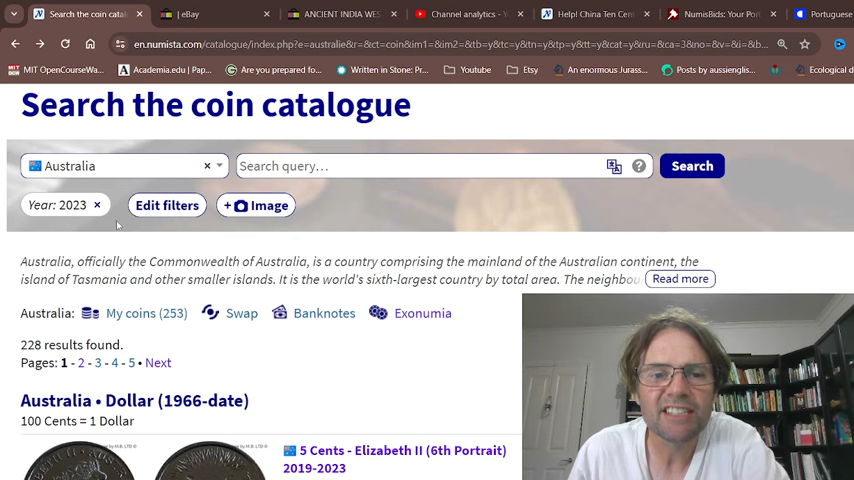 Search the coin cata
| eBay
ANCIENT INDIA WES
Channel analytics - Y
Help! China Ten Cent
NumisBids: Your Por
Portuguese
en.numista.com/catalogue/index.php?e=australie&r=&ct=coin&im1=&im2=&tb=y&tc=y&tn=y&tp=y&tt=y&cat=y&ru=&ca=3&no=&v=&i=&b...
MIT OpenCourseWa...
Academia.edu | Pap...
Are you prepared fo...
Written in Stone: Pr...
Youtube
Etsy
An enormous Jurass...
Posts by aussienglis...
Ecological d
Search the coin catalogue
Australia
Search query...
Search
Year: 2023
Edit filters
+ Image
Australia, officially the Commonwealth of Australia, is a country comprising the mainland of the Australian continent, the
island of Tasmania and other smaller islands. It is the world's sixth-largest country by total area. The neighbou
Read more
Australia: My coins (253) Swap Banknotes Exonumia
228 results found.
Pages: 1 - 2 - 3 - 4 - 5 • Next
Australia • Dollar (1966-date)
100 Cents = 1 Dollar
5 Cents - Elizabeth II (6th Portrait)
2019-2023